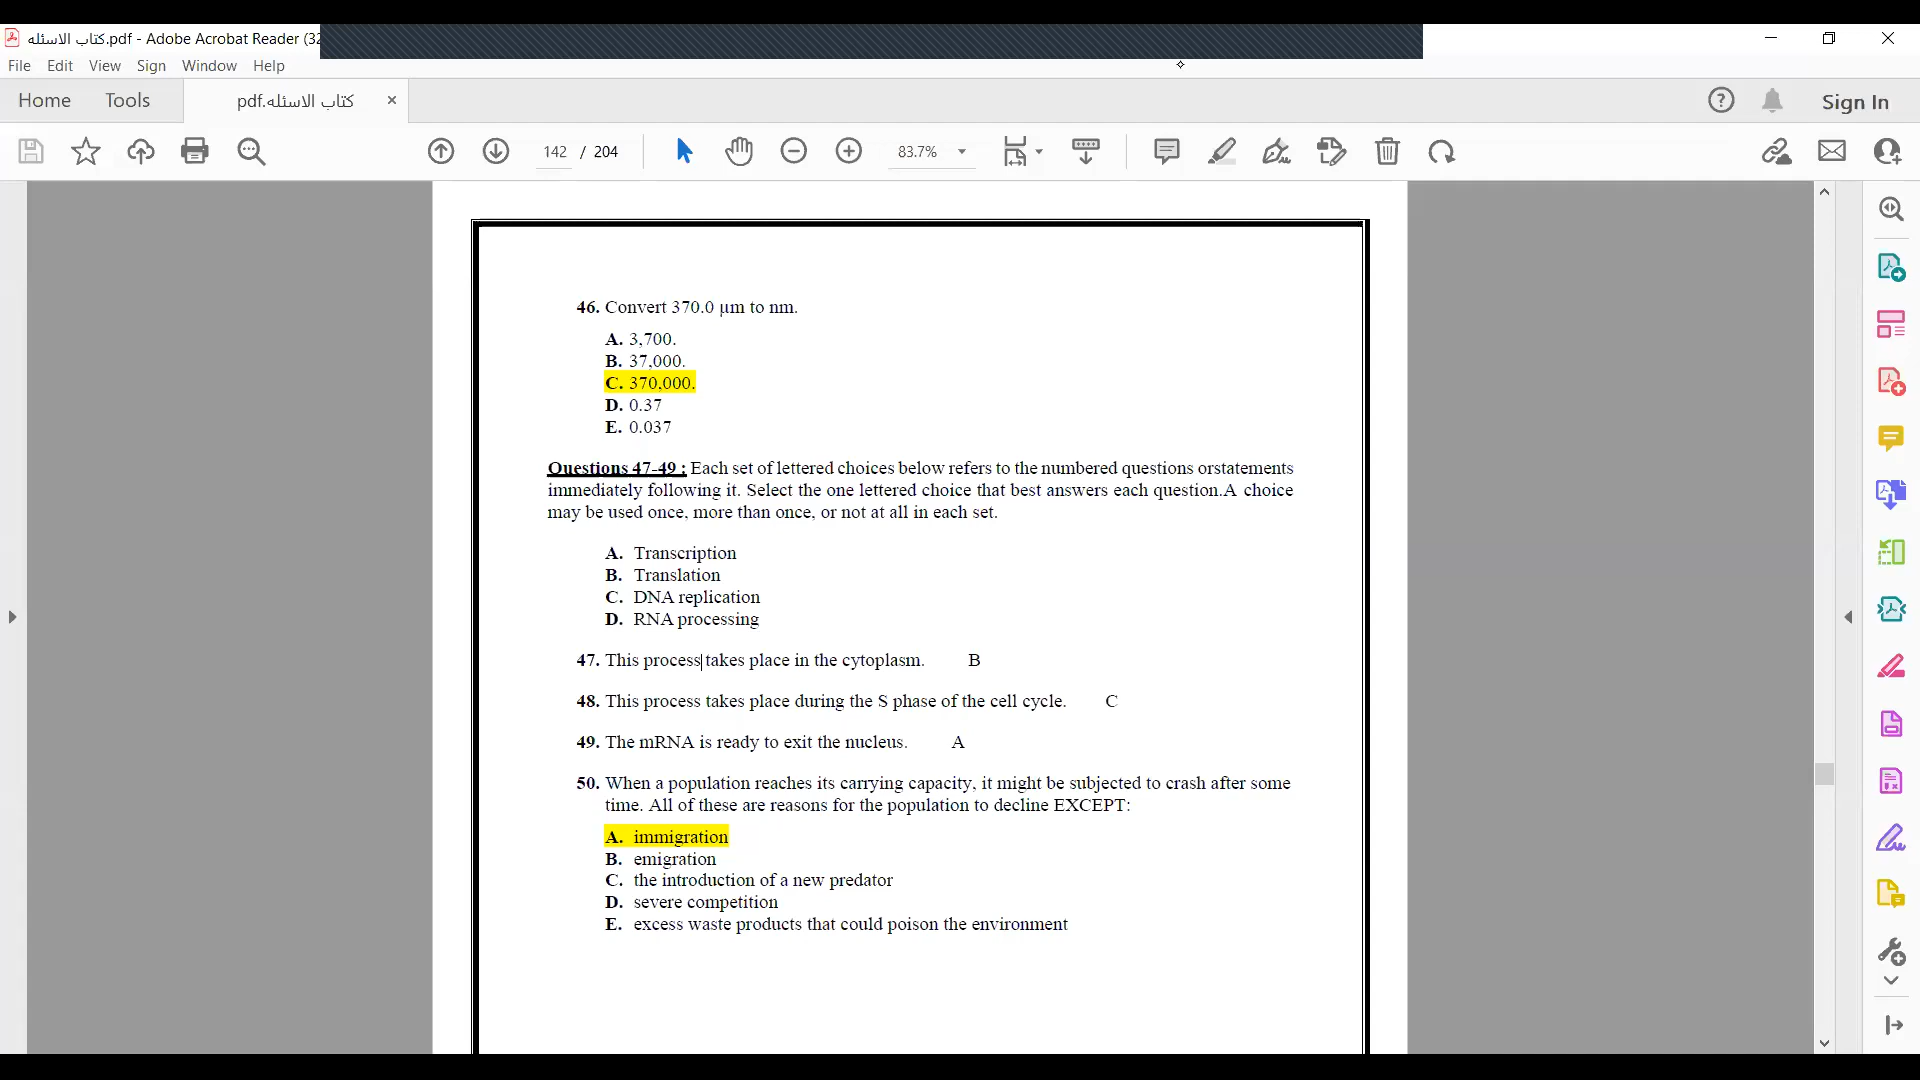 كتاب الاسئله.pdf - Adobe Acrobat Reader (32
File Edit View Sign Window Help
Home Tools كتاب الاسئله.pdf × Sign In
142 / 204 83.7%
46. Convert 370.0 µm to nm.
A. 3,700.
B. 37,000.
C. 370,000.
D. 0.37
E. 0.037
Questions 47-49 : Each set of lettered choices below refers to the numbered questions orstatements
immediately following it. Select the one lettered choice that best answers each question.A choice
may be used once, more than once, or not at all in each set.
A. Transcription
B. Translation
C. DNA replication
D. RNA processing
47. This process takes place in the cytoplasm. B
48. This process takes place during the S phase of the cell cycle. C
49. The mRNA is ready to exit the nucleus. A
50. When a population reaches its carrying capacity, it might be subjected to crash after some
time. All of these are reasons for the population to decline EXCEPT:
A. immigration
B. emigration
C. the introduction of a new predator
D. severe competition
E. excess waste products that could poison the environment